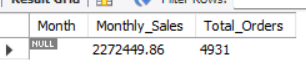 Result Grid Filter Rows:
Month Monthly_Sales Total_Orders
NULL 2272449.86 4931